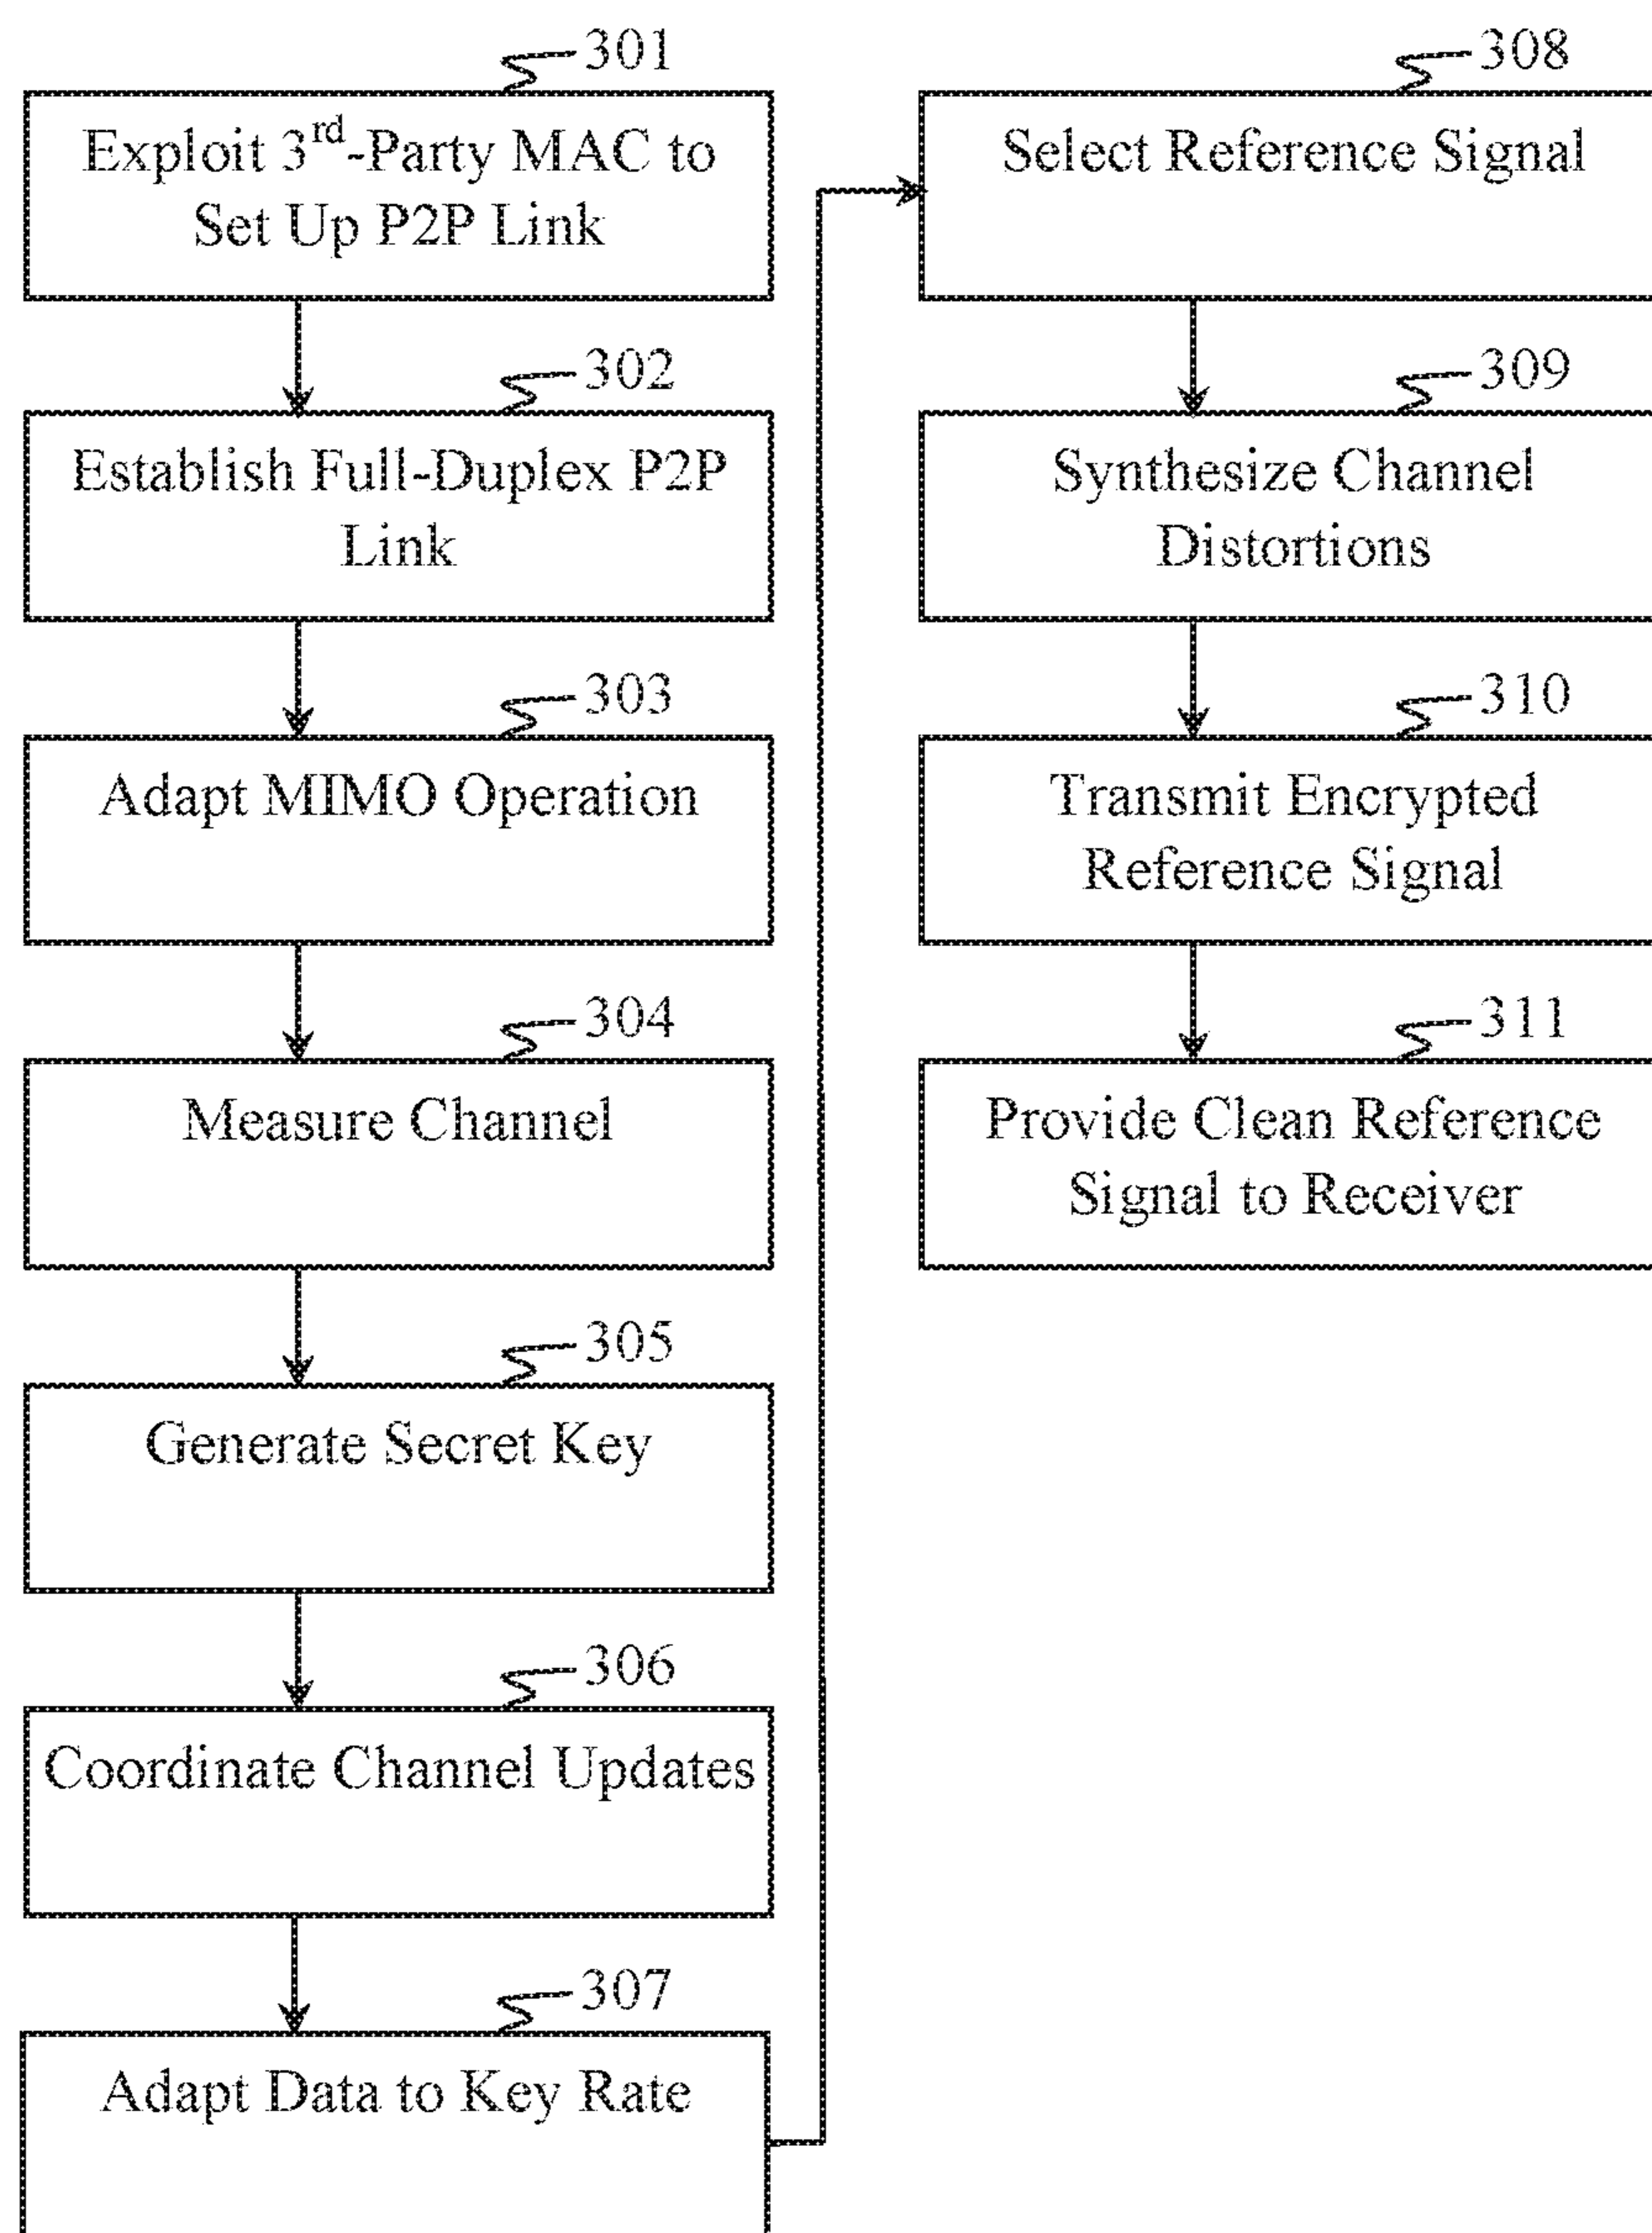 301
Exploit 3rd-Party MAC to
Set Up P2P Link
302
Establish Full-Duplex P2P
Link
303
Adapt MIMO Operation
304
Measure Channel
305
Generate Secret Key
306
Coordinate Channel Updates
307
Adapt Data to Key Rate
308
Select Reference Signal
309
Synthesize Channel
Distortions
310
Transmit Encrypted
Reference Signal
311
Provide Clean Reference
Signal to Receiver